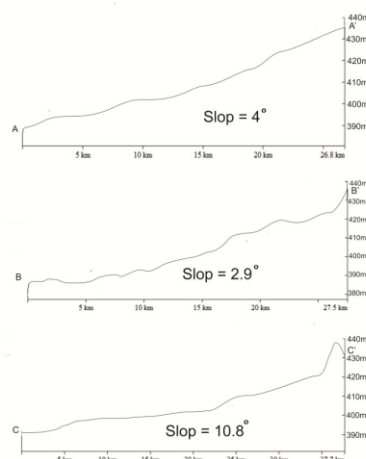 440m
A'
430m
420m
410m
400m
390m
A
Slop = 4°
5 km
10 km
15 km
20 km
26.8 km
440m
B'
430m
420m
410m
400m
390m
380m
B
Slop = 2.9°
5 km
10 km
15 km
20 km
27.5 km
440m
430m
C'
420m
410m
400m
390m
C
Slop = 10.8°